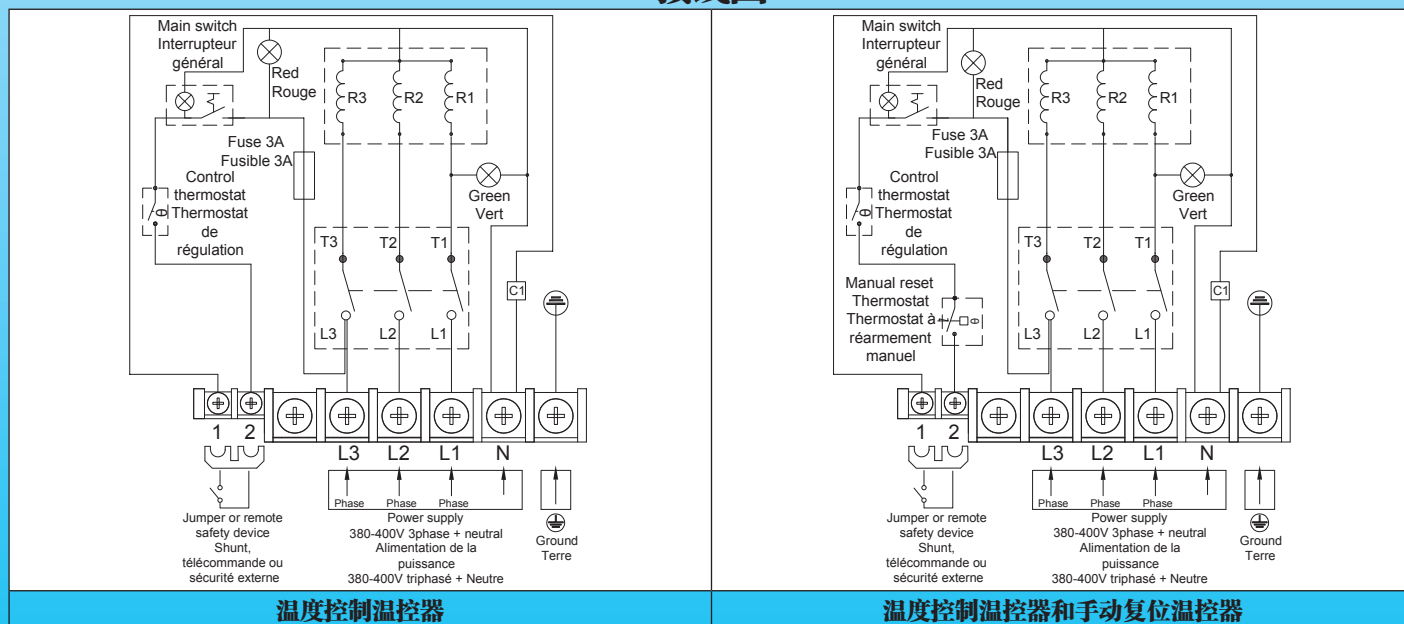 Main switch
Interrupteur
général
Red
Rouge
R3
R2
R1
Fuse 3A
Fusible 3A
Control
thermostat
Thermostat
de
régulation
θ
Green
Vert
T3
T2
T1
C1
L3
L2
L1
1
2
L3
L2
L1
N
Phase
Phase
Phase
Jumper or remote
safety device
Shunt,
télécommande ou
sécurité externe
Power supply
380-400V 3phase + neutral
Alimentation de la
puissance
380-400V triphasé + Neutre
Ground
Terre
温度控制温控器
Main switch
Interrupteur
général
Red
Rouge
R3
R2
R1
Fuse 3A
Fusible 3A
Control
thermostat
Thermostat
de
régulation
θ
Green
Vert
T3
T2
T1
Manual reset
Thermostat
Thermostat à
réarmement
manuel
θ
C1
L3
L2
L1
1
2
L3
L2
L1
N
Phase
Phase
Phase
Jumper or remote
safety device
Shunt,
télécommande ou
sécurité externe
Power supply
380-400V 3phase + neutral
Alimentation de la
puissance
380-400V triphasé + Neutre
Ground
Terre
温度控制温控器和手动复位温控器